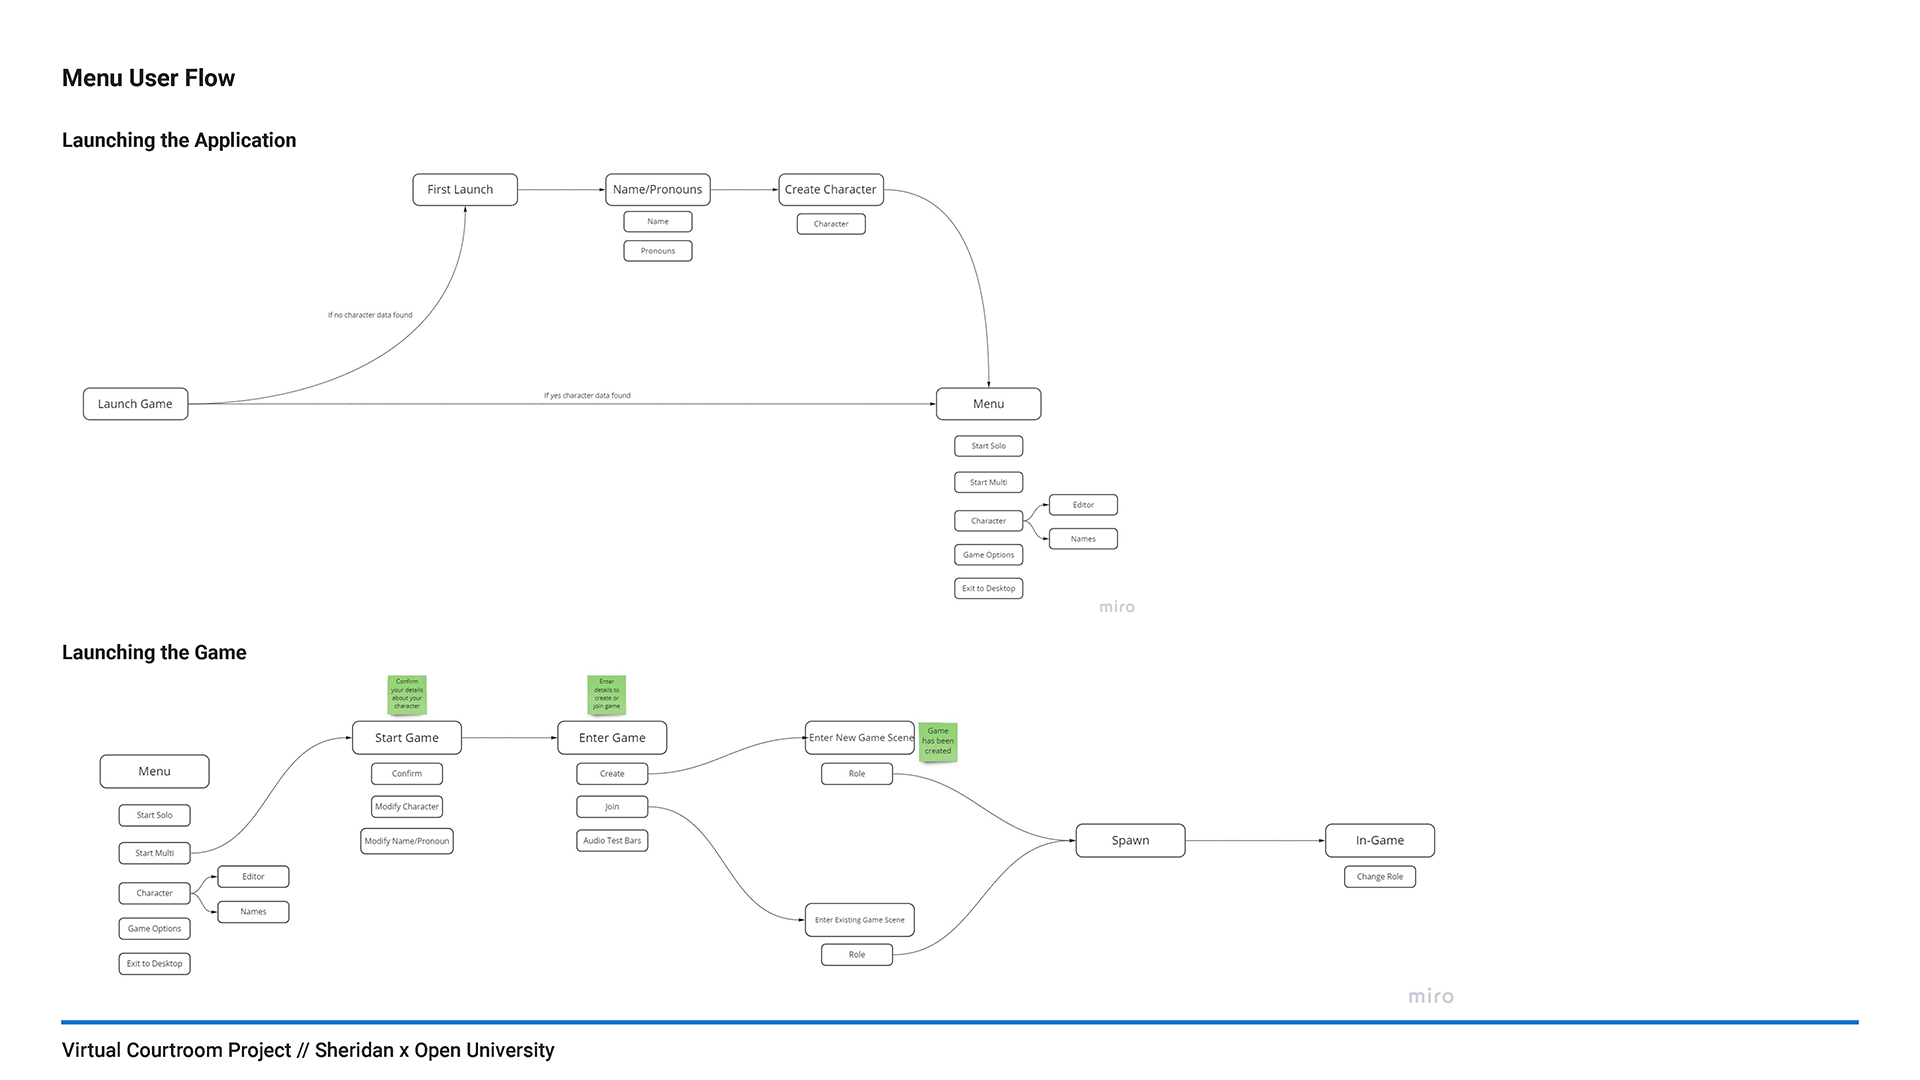 Menu User Flow
Launching the Application
First Launch
Name/Pronouns
Create Character
Name
Character
Pronouns
If no character data found
If yes character data found
Launch Game
Menu
Start Solo
Start Multi
Character
Editor
Names
Game Options
Exit to Desktop
miro
Launching the Game
Confirm
your details
about your
character
Enter
details to
create or
join game
Start Game
Enter Game
Enter New Game Scene
Game
has been
created
Menu
Confirm
Create
Role
Modify Character
Join
Start Solo
Modify Name/Pronoun
Audio Test Bars
Spawn
In-Game
Start Multi
Change Role
Character
Editor
Names
Enter Existing Game Scene
Game Options
Role
Exit to Desktop
miro
Virtual Courtroom Project // Sheridan x Open University